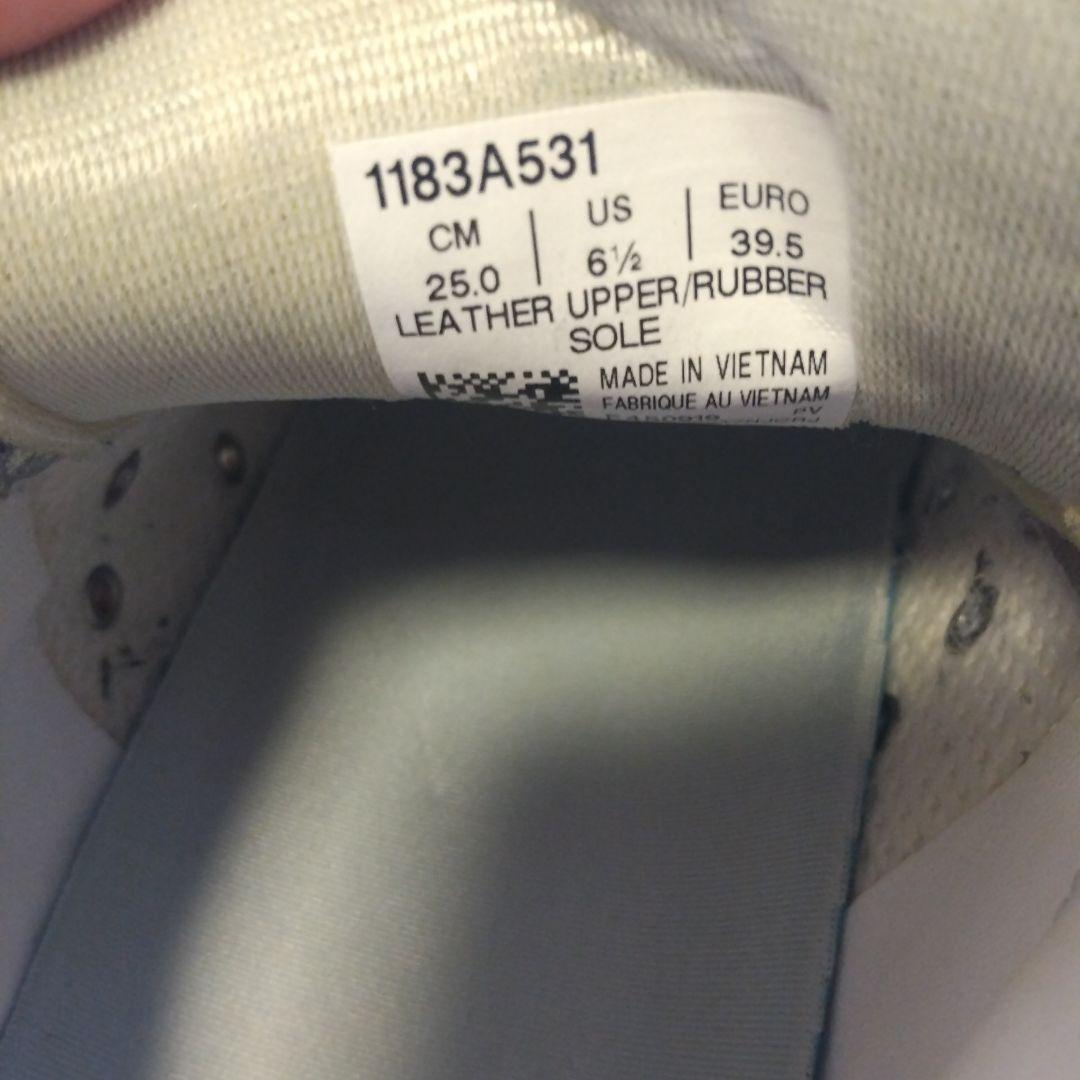 1183A531
CM | US | EURO
25.0 | 6½ | 39.5
LEATHER UPPER/RUBBER
SOLE
MADE IN VIETNAM
FABRIQUE AU VIETNAM
PV